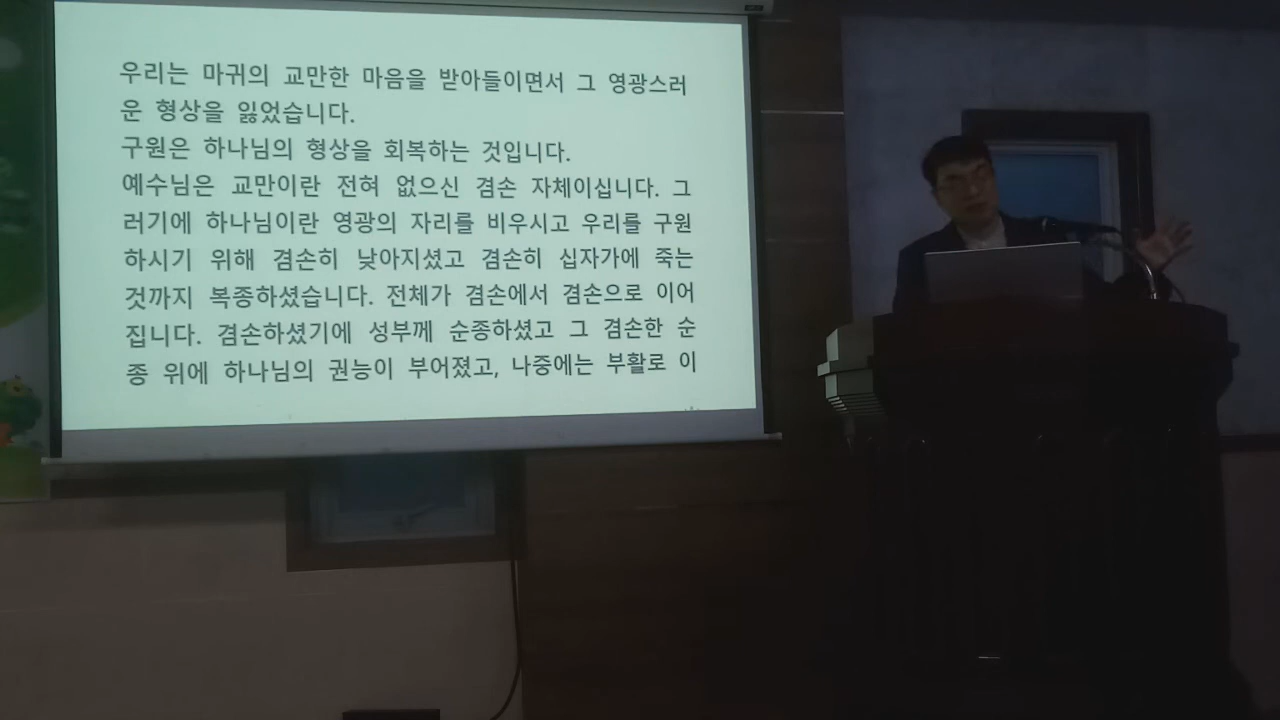 우리는 마귀의 교만한 마음을 받아들이면서 그 영광스러
운 형상을 잃었습니다.
구원은 하나님의 형상을 회복하는 것입니다.
예수님은 교만이란 전혀 없으신 겸손 자체이십니다. 그
러기에 하나님이란 영광의 자리를 비우시고 우리를 구원
하시기 위해 겸손히 낮아지셨고 겸손히 십자가에 죽는
것까지 복종하셨습니다. 전체가 겸손에서 겸손으로 이어
집니다. 겸손하셨기에 성부께 순종하셨고 그 겸손한 순
종 위에 하나님의 권능이 부어졌고, 나중에는 부활로 이